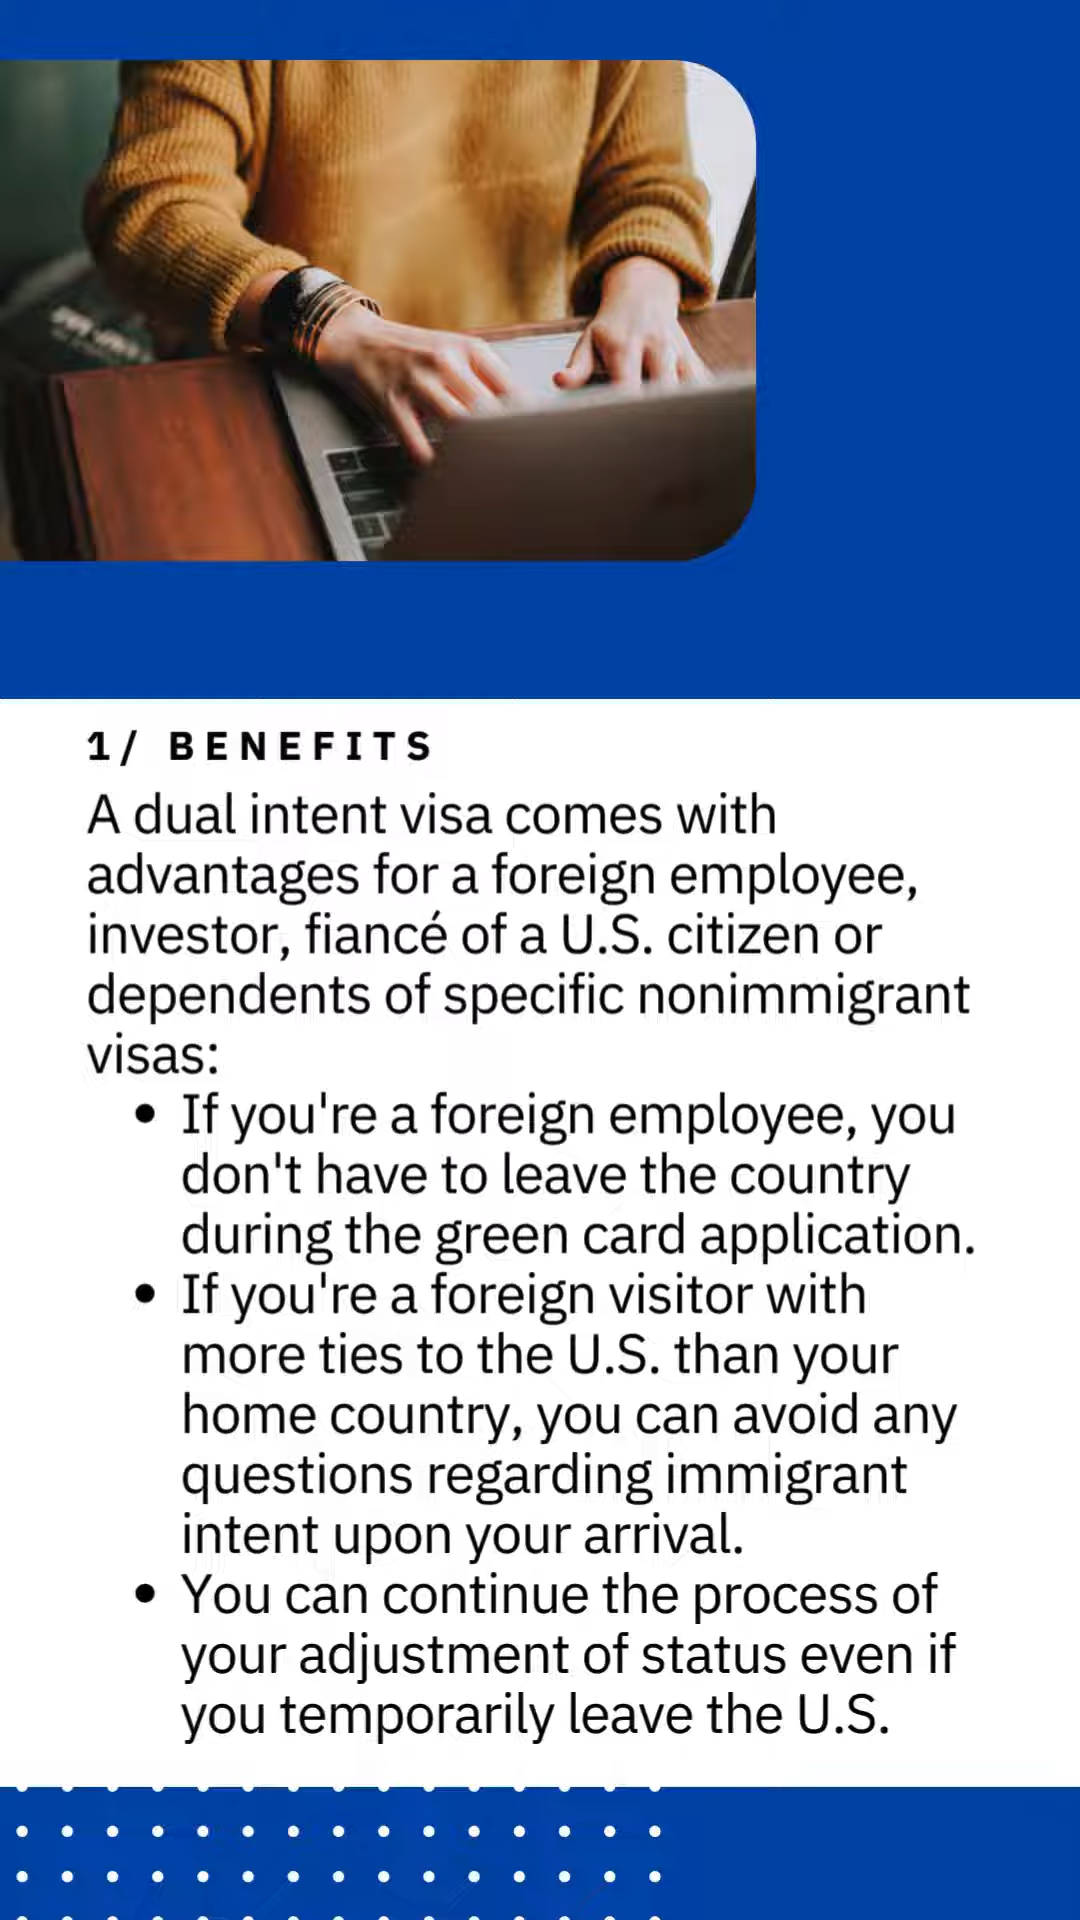 1/ BENEFITS
A dual intent visa comes with
advantages for a foreign employee,
investor, fiancé of a U.S. citizen or
dependents of specific nonimmigrant
visas:
• If you're a foreign employee, you
don't have to leave the country
during the green card application.
• If you're a foreign visitor with
more ties to the U.S. than your
home country, you can avoid any
questions regarding immigrant
intent upon your arrival.
• You can continue the process of
your adjustment of status even if
you temporarily leave the U.S.